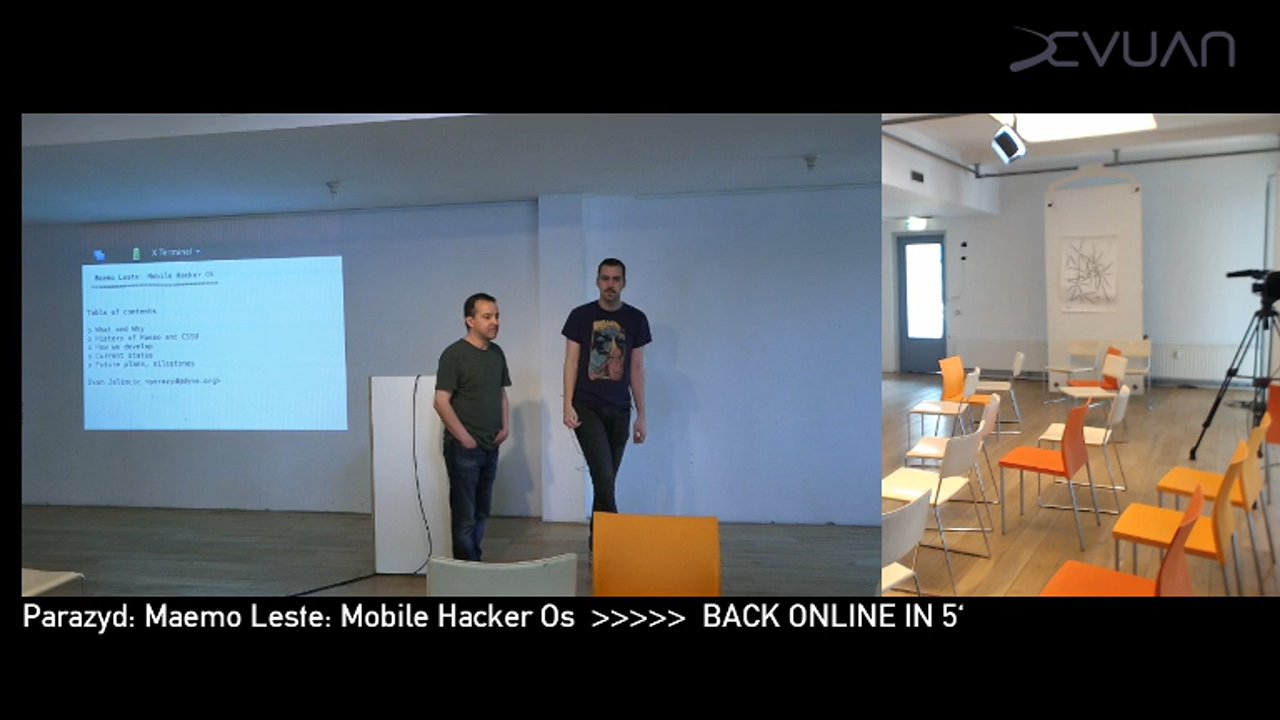 DEVUAN
X Terminal
Maemo Leste: Mobile Hacker OS
Table of contents
> What and Why
> History of Maemo and CSSU
> How we develop
> Current status
> Future plans, milestones
Parazyd: Maemo Leste: Mobile Hacker Os >>>>> BACK ONLINE IN 5‘